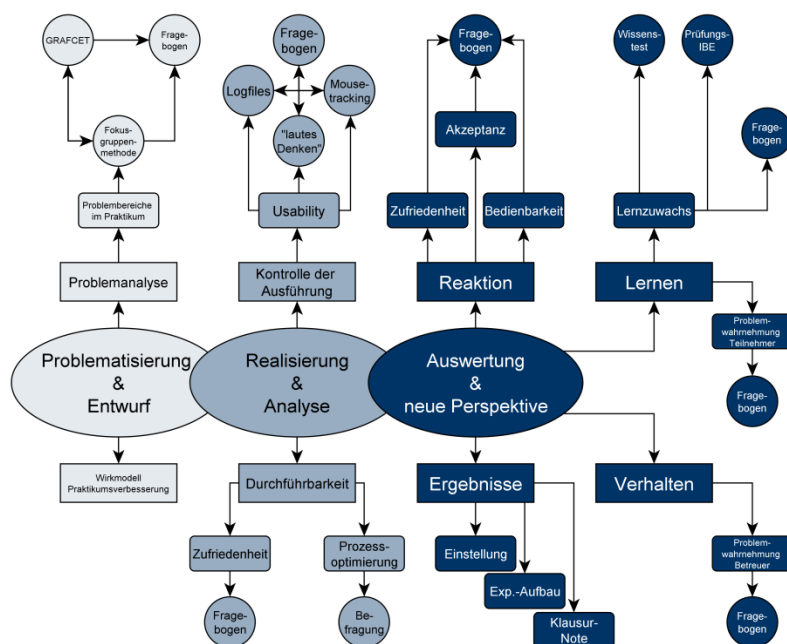 GRAFCET
Frage-
bogen
Fokus-
gruppen-
methode
Problembereiche
im Praktikum
Problemanalyse
Problematisierung
&
Entwurf
Wirkmodell
Praktikumsverbesserung
Frage-
bogen
Logfiles
Mouse-
tracking
"lautes
Denken"
Usability
Kontrolle der
Ausführung
Realisierung
&
Analyse
Durchführbarkeit
Zufriedenheit
Frage-
bogen
Prozess-
optimierung
Be-
fragung
Frage-
bogen
Akzeptanz
Zufriedenheit
Bedienbarkeit
Reaktion
Auswertung
&
neue Perspektive
Ergebnisse
Einstellung
Exp.-Aufbau
Klausur-
Note
Wissens-
test
Prüfungs-
IBE
Frage-
bogen
Lernzuwachs
Lernen
Problem-
wahrnehmung
Teilnehmer
Frage-
bogen
Verhalten
Problem-
wahrnehmung
Betreuer
Frage-
bogen